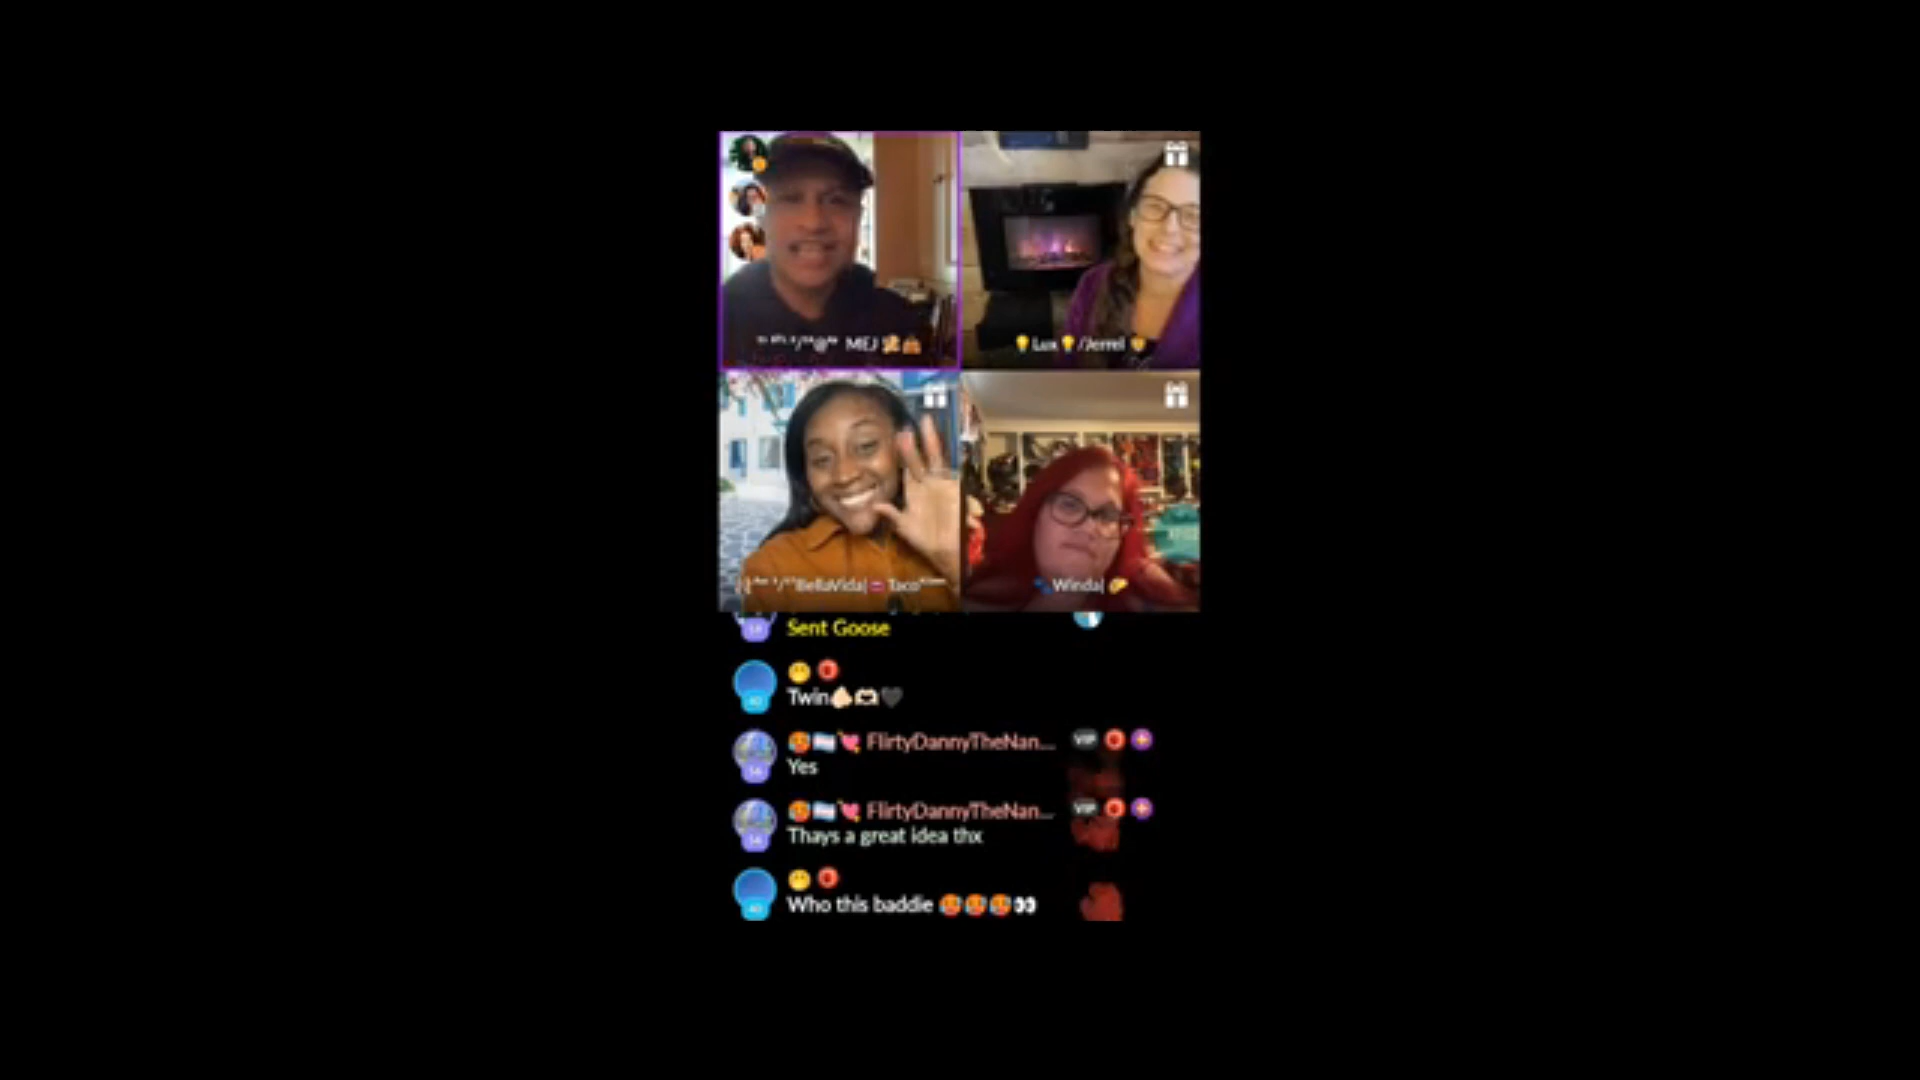 MEJ
Lux/Jerrel
BellaVida| Taco
Winda|
Sent Goose
Twin
FlirtyDannyTheNan... VIP
Yes
FlirtyDannyTheNan... VIP
Thays a great idea thx
Who this baddie